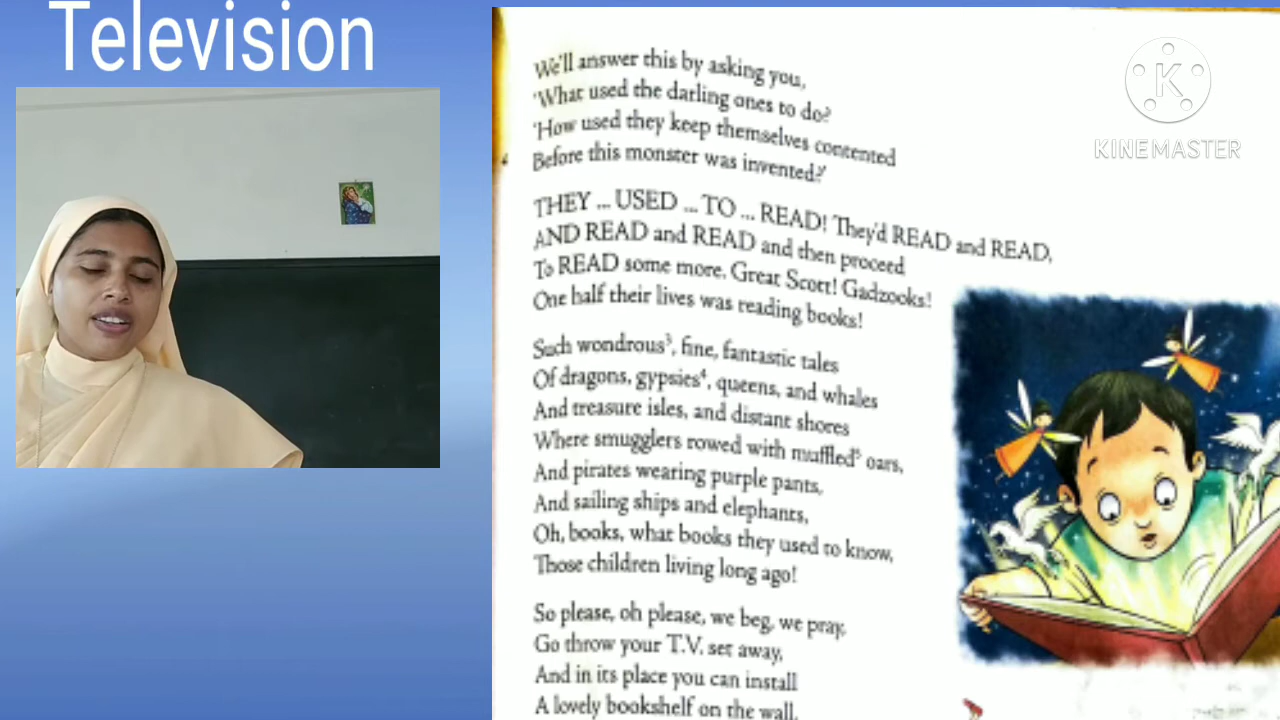 Television
We'll answer this by asking you,
'What used the darling ones to do?
'How used they keep themselves contented
Before this monster was invented?'
THEY ... USED ... TO ... READ! They'd READ and READ,
AND READ and READ and then proceed
To READ some more. Great Scott! Gadzooks!
One half their lives was reading books!
Such wondrous³, fine, fantastic tales
Of dragons, gypsies⁴, queens, and whales
And treasure isles, and distant shores
Where smugglers rowed with muffled⁵ oars,
And pirates wearing purple pants,
And sailing ships and elephants,
Oh, books, what books they used to know,
Those children living long ago!
So please, oh please, we beg, we pray,
Go throw your T.V. set away,
And in its place you can install
A lovely bookshelf on the wall.
K
KINEMASTER